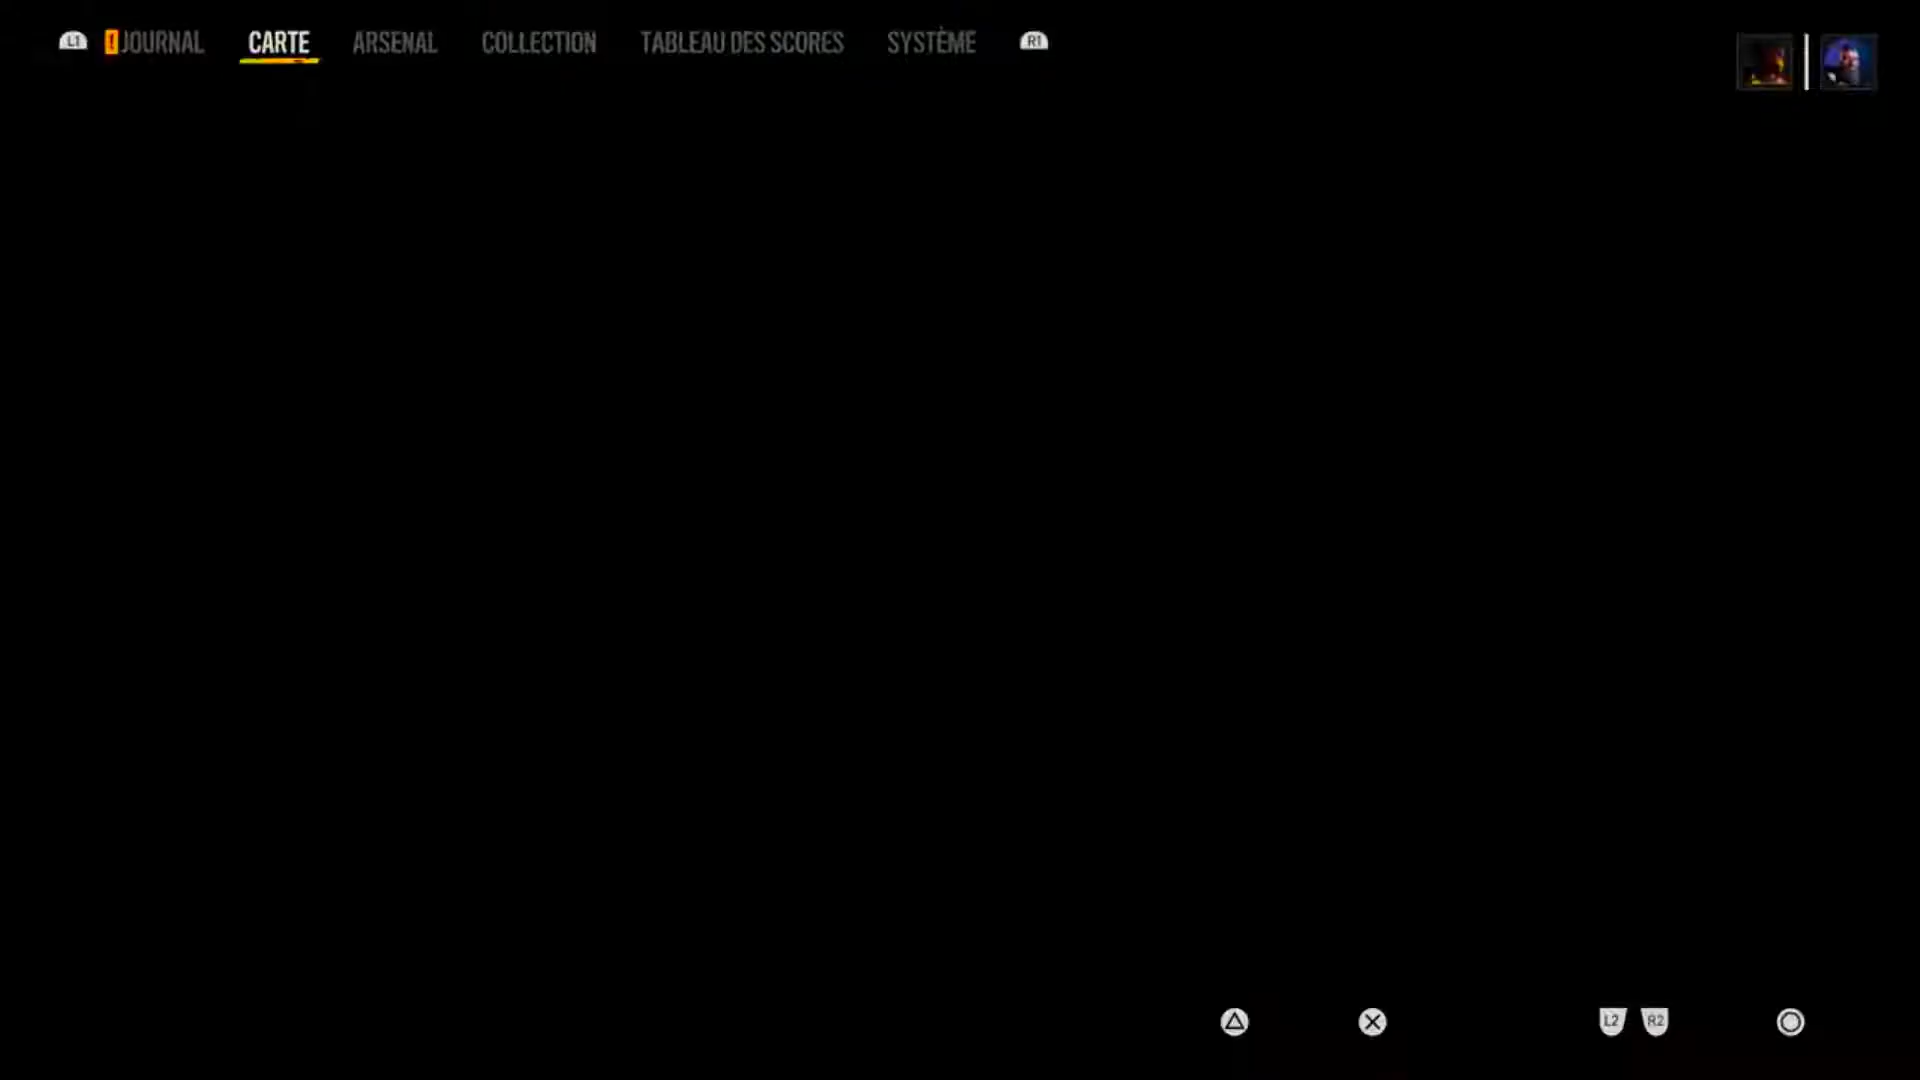 L1 ! JOURNAL CARTE ARSENAL COLLECTION TABLEAU DES SCORES SYSTÈME R1
L2 R2